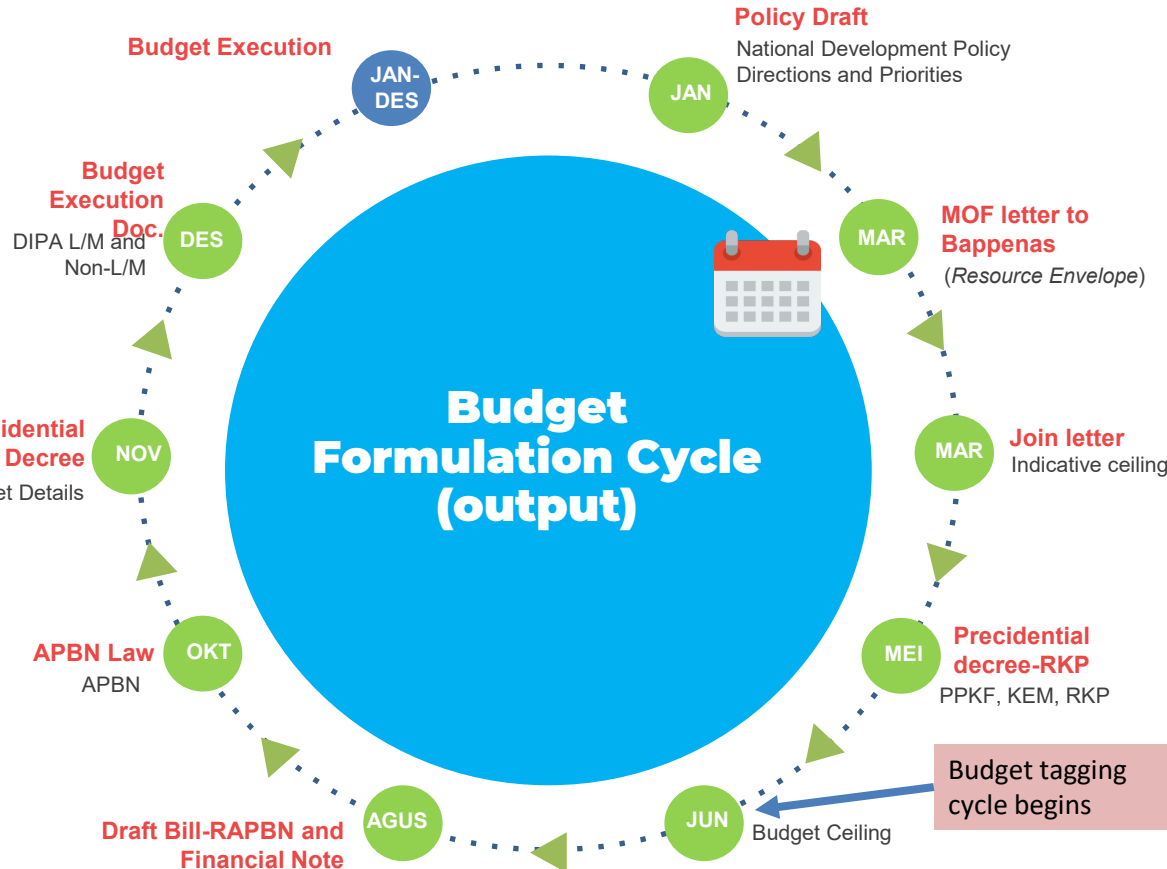 Policy Draft
National Development Policy
Directions and Priorities
JAN
MOF letter to
Bappenas
(Resource Envelope)
MAR
Join letter
Indicative ceiling
MAR
Precidential
decree-RKP
PPKF, KEM, RKP
MEI
Budget tagging
cycle begins
JUN
Budget Ceiling
AGUS
Draft Bill-RAPBN and
Financial Note
APBN Law
APBN
OKT
idential
Decree
et Details
NOV
Budget
Execution
Doc.
DIPA L/M and
Non-L/M
DES
Budget Execution
JAN-
DES
Budget
Formulation Cycle
(output)